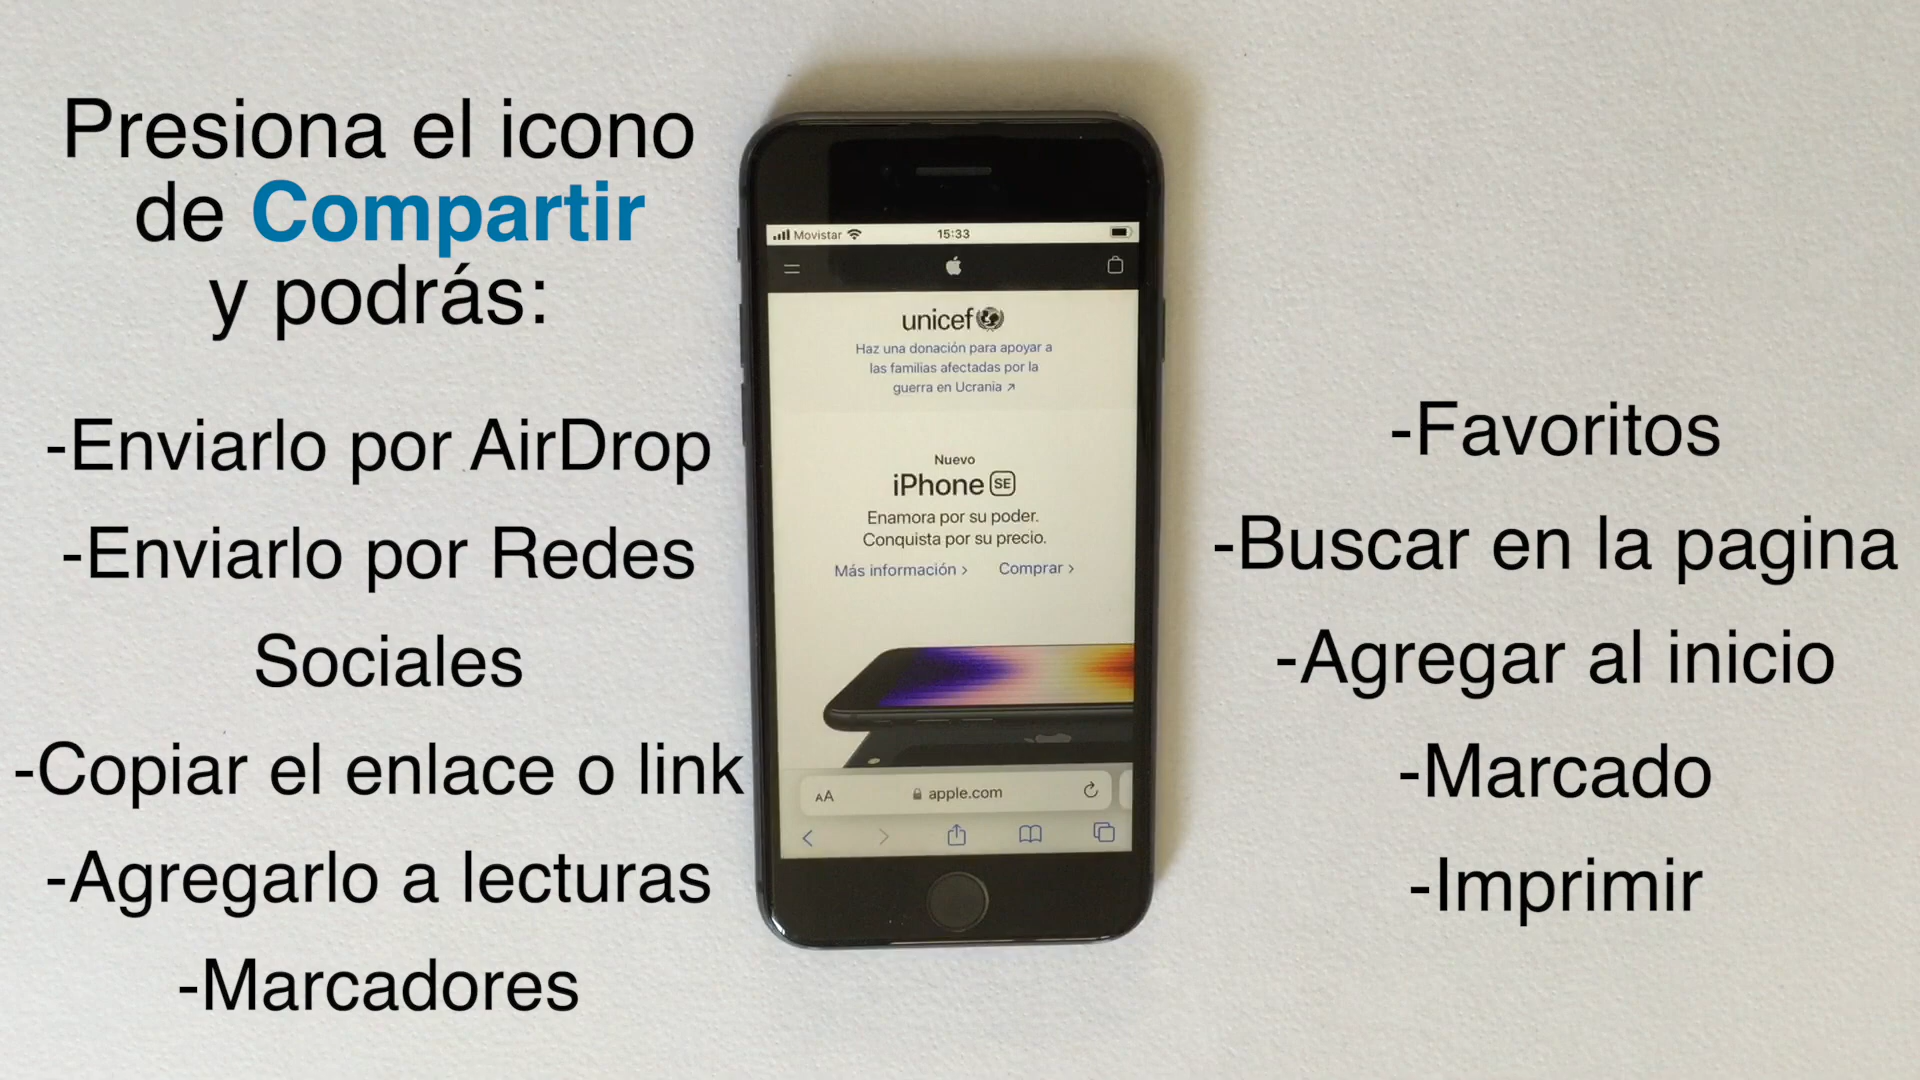 Presiona el icono
de Compartir
y podrás:
-Enviarlo por AirDrop
-Enviarlo por Redes
Sociales
-Copiar el enlace o link
-Agregarlo a lecturas
-Marcadores
Movistar 15:33
unicef
Haz una donación para apoyar a
las familias afectadas por la
guerra en Ucrania ↗
Nuevo
iPhone SE
Enamora por su poder.
Conquista por su precio.
Más información > Comprar >
AA apple.com
-Favoritos
-Buscar en la pagina
-Agregar al inicio
-Marcado
-Imprimir